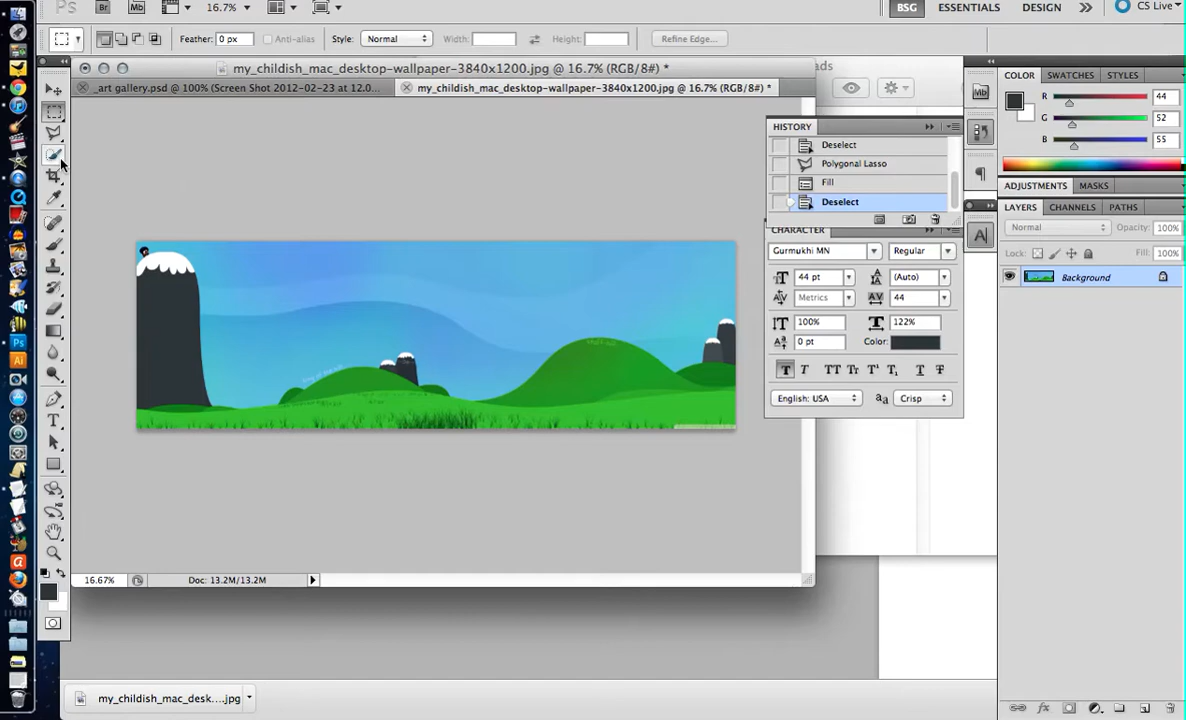 Ps Br Mb 16.7%
BSG ESSENTIALS DESIGN CS Live
Feather: 0 px Anti-alias Style: Normal Width: Height: Refine Edge...
my_childish_mac_desktop-wallpaper-3840x1200.jpg @ 16.7% (RGB/8#) *
ads
_art gallery.psd @ 100% (Screen Shot 2012-02-23 at 12.0...
my_childish_mac_desktop-wallpaper-3840x1200.jpg @ 16.7% (RGB/8#) *
HISTORY
Deselect
Polygonal Lasso
Fill
Deselect
CHARACTER
Gurmukhi MN Regular
44 pt (Auto)
Metrics 44
100% 122%
0 pt Color:
T T TT Tr T¹ T₁ T T
English: USA aa Crisp
Mb
A
COLOR SWATCHES STYLES
R 44
G 52
B 55
ADJUSTMENTS MASKS
LAYERS CHANNELS PATHS
Normal Opacity: 100%
Lock: Fill: 100%
Background
16.67% Doc: 13.2M/13.2M
my_childish_mac_desk....jpg